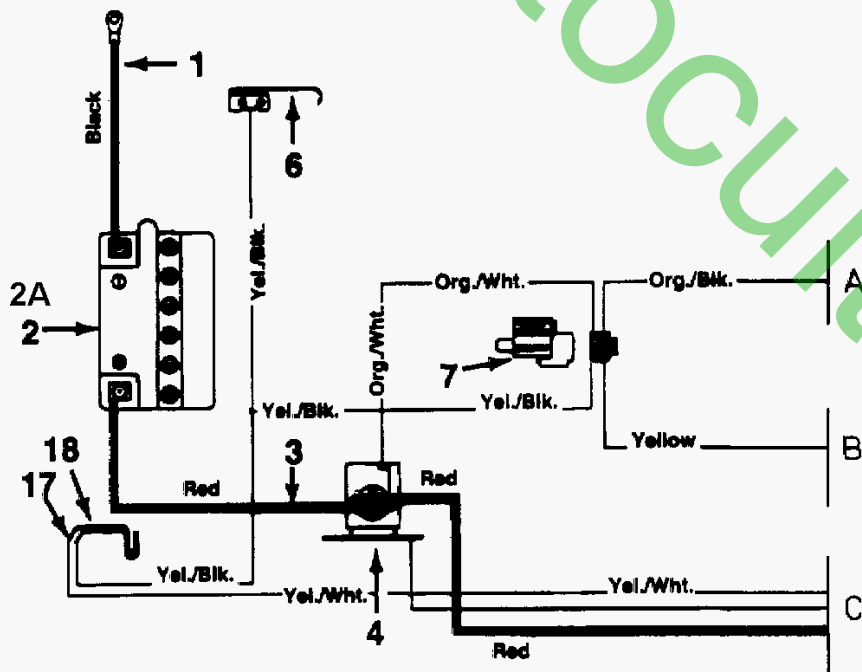 1
Black
6
Yel./Blk.
2A
2
Org./Wht.
Org./Blk.
A
Org./Wht.
7
Yel./Blk.
Yel./Blk.
Yellow
B
18
3
17
Red
Red
Yel./Blk.
Yel./Wht.
Yel./Wht.
C
4
Red